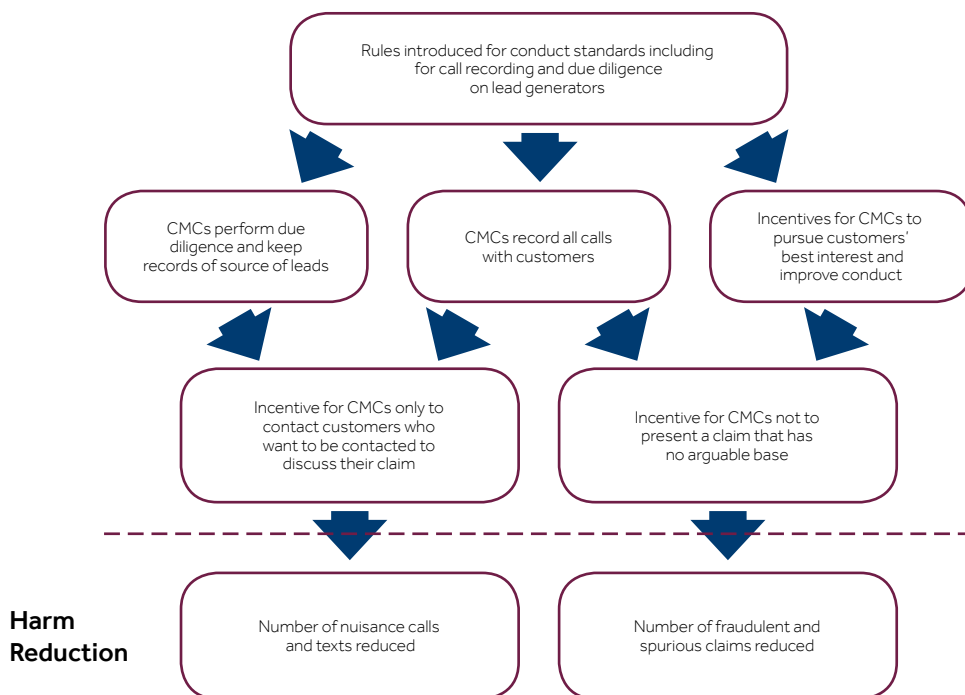 Rules introduced for conduct standards including
for call recording and due diligence
on lead generators
CMCs perform due
diligence and keep
records of source of leads
CMCs record all calls
with customers
Incentives for CMCs to
pursue customers’
best interest and
improve conduct
Incentive for CMCs only to
contact customers who
want to be contacted to
discuss their claim
Incentive for CMCs not to
present a claim that has
no arguable base
Harm
Reduction
Number of nuisance calls
and texts reduced
Number of fraudulent and
spurious claims reduced